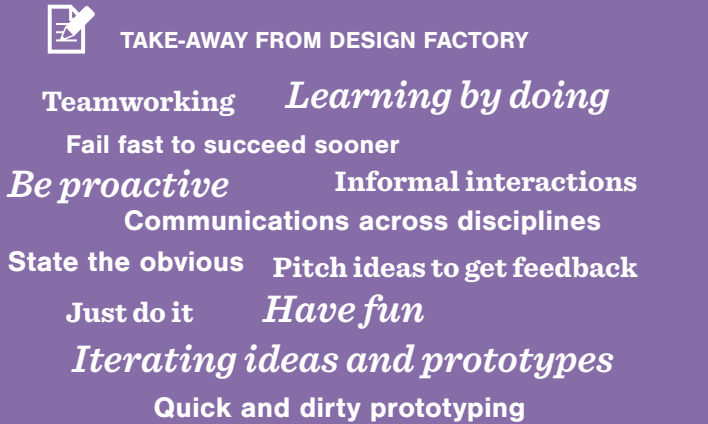 TAKE-AWAY FROM DESIGN FACTORY
Teamworking
Learning by doing
Fail fast to succeed sooner
Be proactive
Informal interactions
Communications across disciplines
State the obvious
Pitch ideas to get feedback
Just do it
Have fun
Iterating ideas and prototypes
Quick and dirty prototyping